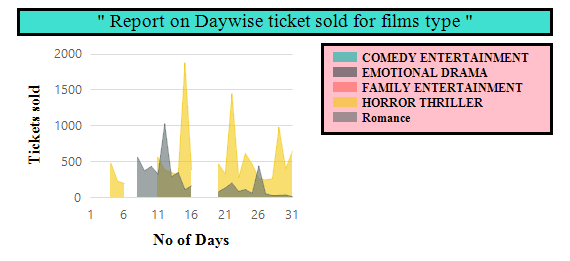 " Report on Daywise ticket sold for films type "
COMEDY ENTERTAINMENT
EMOTIONAL DRAMA
FAMILY ENTERTAINMENT
HORROR THRILLER
Romance
Tickets sold
2000
1500
1000
500
0
1 6 11 16 21 26 31
No of Days